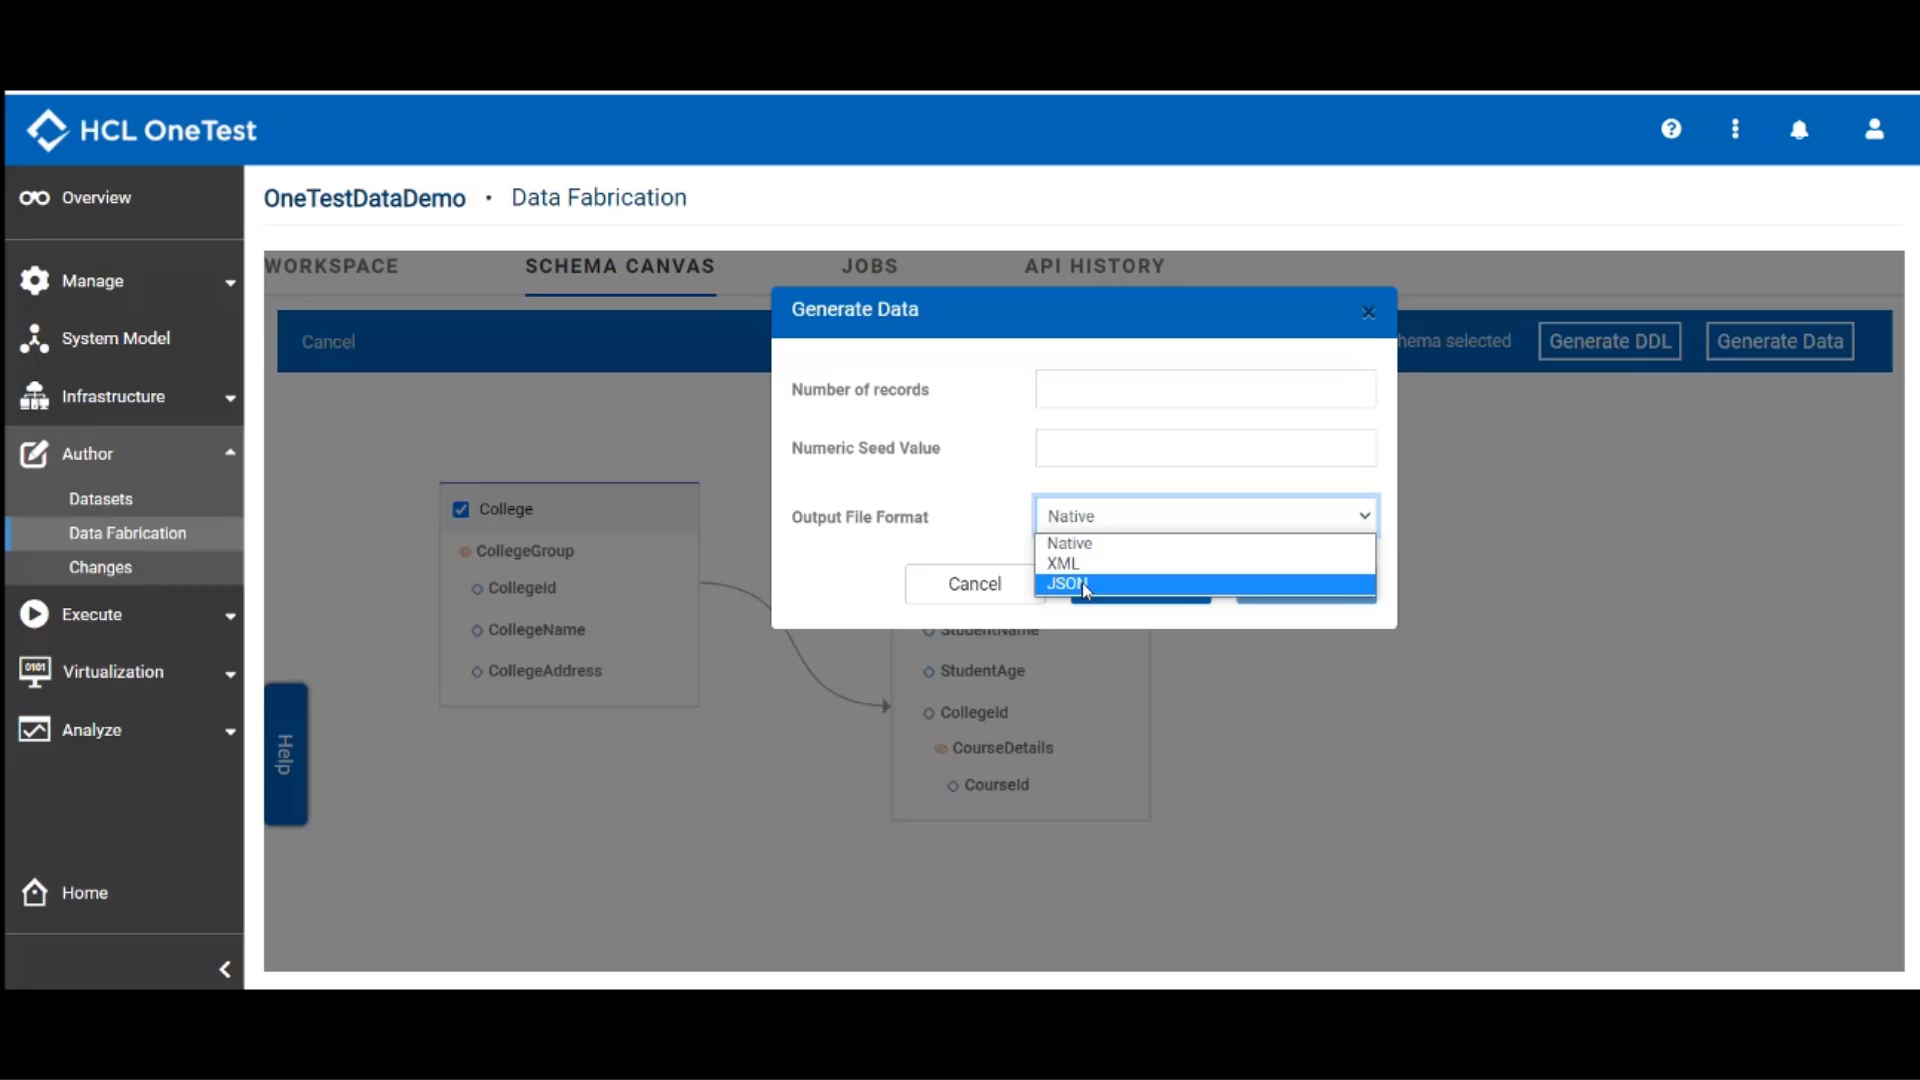 HCL OneTest
Overview
Manage
System Model
Infrastructure
Author
Datasets
Data Fabrication
Changes
Execute
0101
Virtualization
Analyze
Home
OneTestDataDemo · Data Fabrication
WORKSPACE
SCHEMA CANVAS
JOBS
API HISTORY
Cancel
hema selected
Generate DDL
Generate Data
Generate Data
Number of records
Numeric Seed Value
Output File Format
Native
Native
XML
JSON
Cancel
College
CollegeGroup
CollegeId
CollegeName
CollegeAddress
StudentName
StudentAge
CollegeId
CourseDetails
CourseId
Help